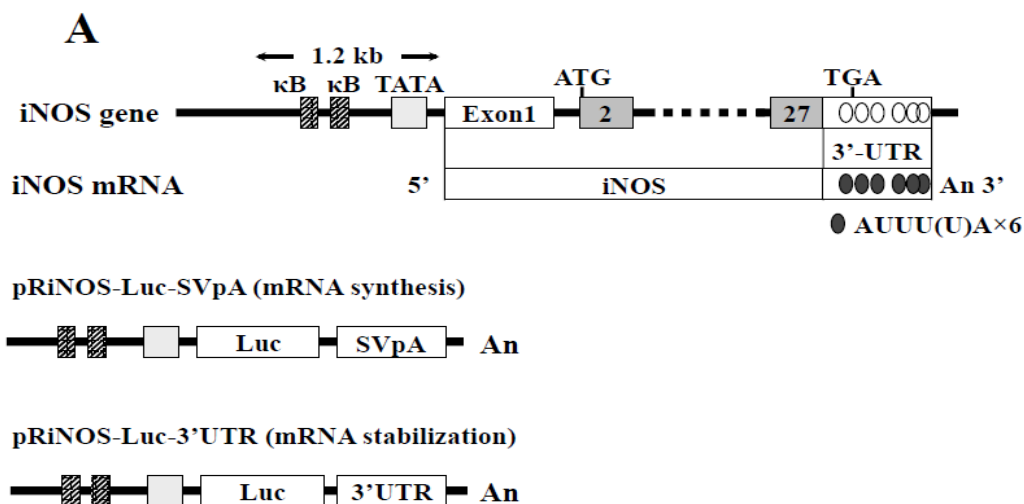 A
1.2 kb
κB κB TATA ATG TGA
iNOS gene Exon1 2 27
3’-UTR
iNOS mRNA 5’ iNOS An 3’
AUUU(U)A×6
pRiNOS-Luc-SVpA (mRNA synthesis)
Luc SVpA An
pRiNOS-Luc-3’UTR (mRNA stabilization)
Luc 3’UTR An